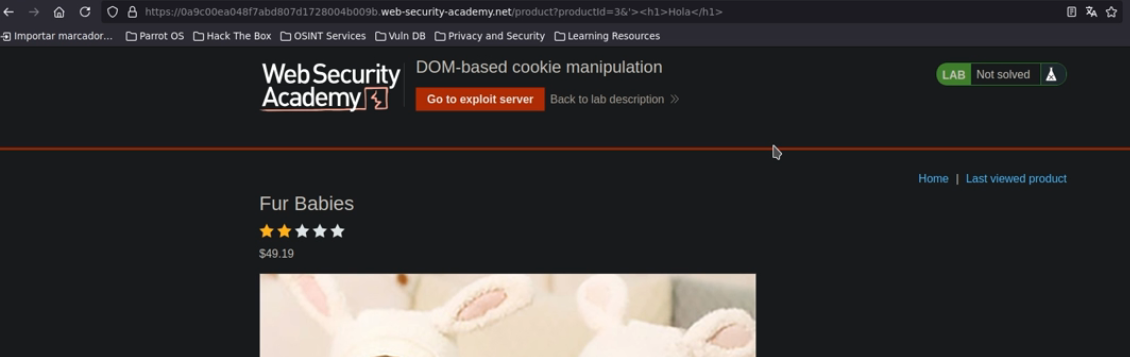 https://0a9c00ea048f7abd807d1728004b009b.web-security-academy.net/product?productId=3&'><h1>Hola</h1>
Importar marcador... Parrot OS Hack The Box OSINT Services Vuln DB Privacy and Security Learning Resources
WebSecurity
Academy
DOM-based cookie manipulation
Go to exploit server Back to lab description
LAB Not solved
Home | Last viewed product
Fur Babies
$49.19